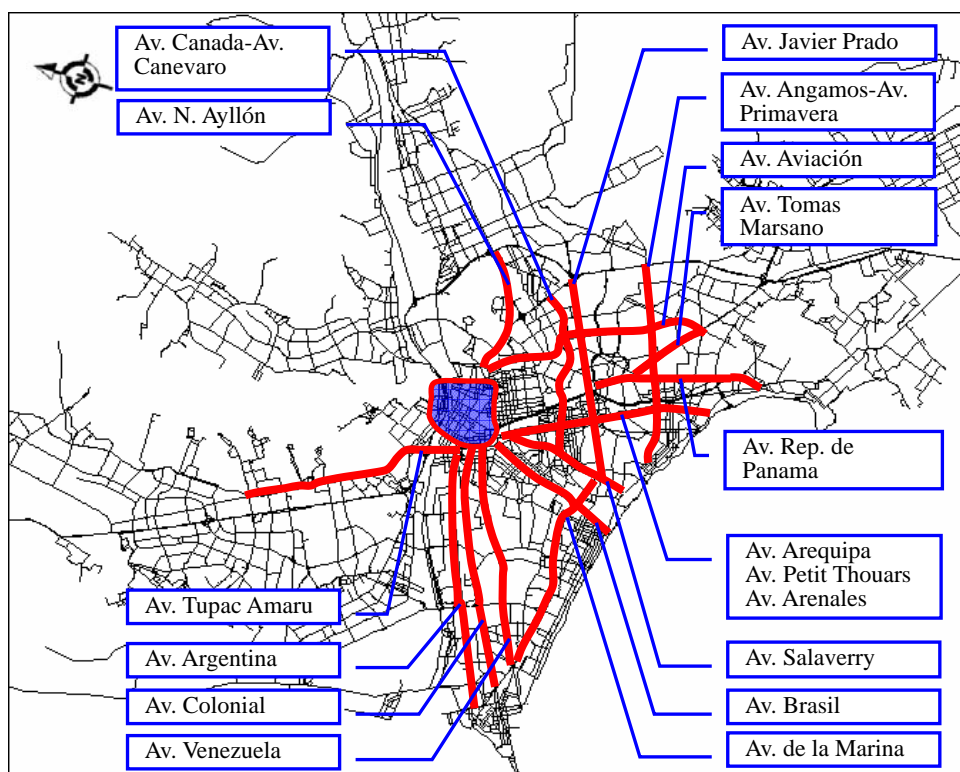 Av. Canada-Av.
Canevaro
Av. N. Ayllón
N
Av. Javier Prado
Av. Angamos-Av.
Primavera
Av. Aviación
Av. Tomas
Marsano
Av. Rep. de
Panama
Av. Arequipa
Av. Petit Thouars
Av. Arenales
Av. Salaverry
Av. Brasil
Av. de la Marina
Av. Tupac Amaru
Av. Argentina
Av. Colonial
Av. Venezuela